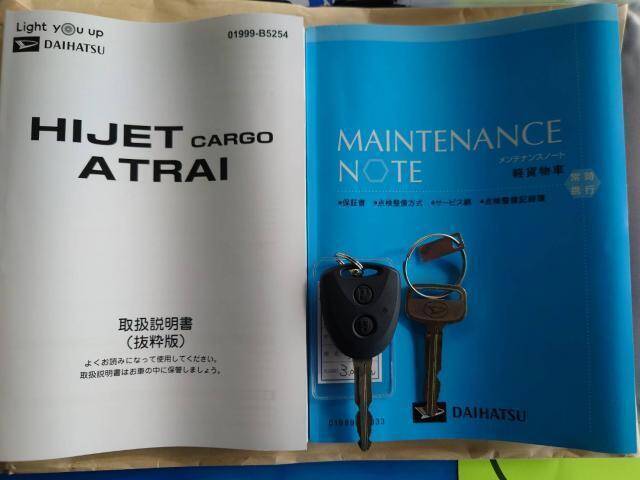 Light you up
DAIHATSU
01999-B5254
HIJET CARGO
ATRAI
取扱説明書
(抜粋版)
よくお読みになって使用してください。
取扱説明書はお車の中に保管しましょう。
MAINTENANCE
NOTE
メンテナンスノート
軽貨物車
常時
携行
*保証書 *点検整備方式 *サービス網 *点検整備記録簿
DAIHATSU